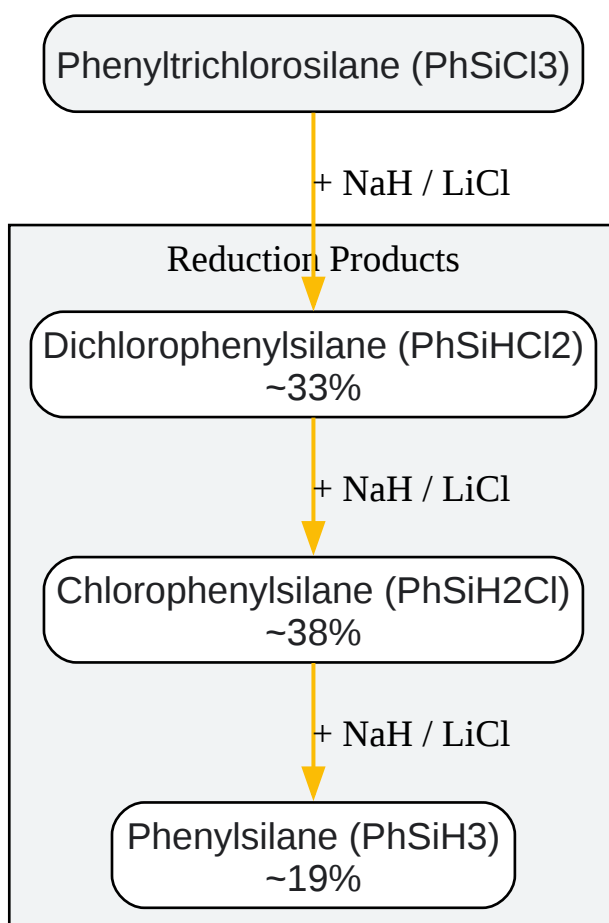 Phenyltrichlorosilane (PhSiCl3)
+ NaH / LiCl
Reduction Products
Dichlorophenylsilane (PhSiHCl2)
~33%
+ NaH / LiCl
Chlorophenylsilane (PhSiH2Cl)
~38%
+ NaH / LiCl
Phenylsilane (PhSiH3)
~19%